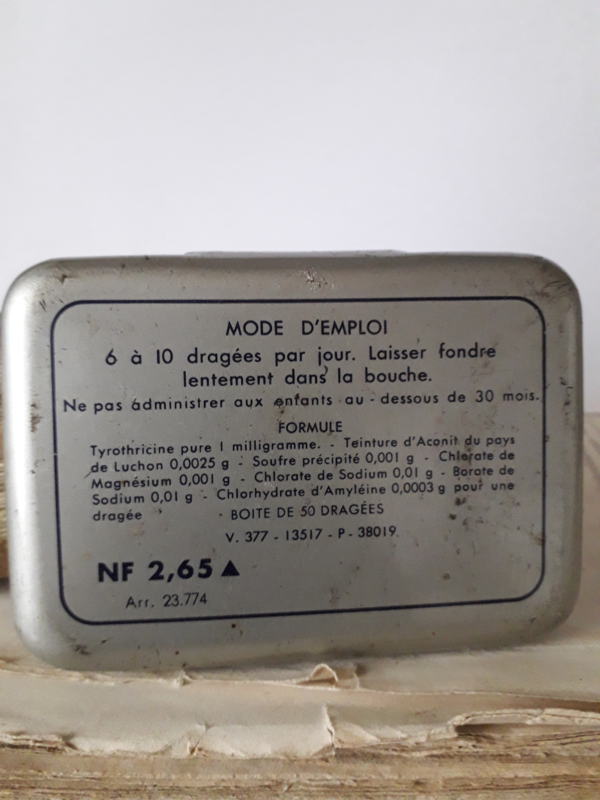 MODE D'EMPLOI
6 à 10 dragées par jour. Laisser fondre
lentement dans la bouche.
Ne pas administrer aux enfants au-dessous de 30 mois.
FORMULE
Tyrothricine pure 1 milligramme. - Teinture d'Aconit du pays
de Luchon 0,0025 g - Soufre précipité 0,001 g - Chlorate de
Magnésium 0,001 g - Chlorate de Sodium 0,01 g - Borate de
Sodium 0,01 g - Chlorhydrate d'Amyléine 0,0003 g pour une
dragée - BOITE DE 50 DRAGÉES
V. 377 - 13517 - P - 38019
NF 2,65 ▲
Arr. 23.774